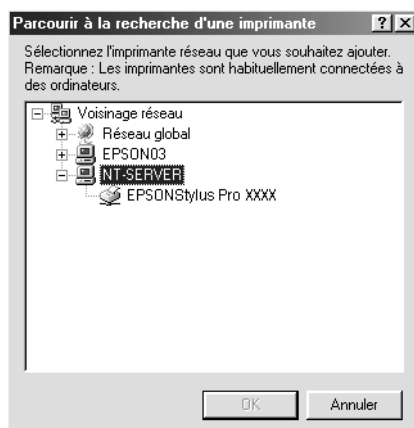 Parcourir à la recherche d'une imprimante
Sélectionnez l'imprimante réseau que vous souhaitez ajouter.
Remarque : Les imprimantes sont habituellement connectées à
des ordinateurs.
Voisinage réseau
Réseau global
EPSON03
NT-SERVER
EPSONStylus Pro XXXX
OK
Annuler